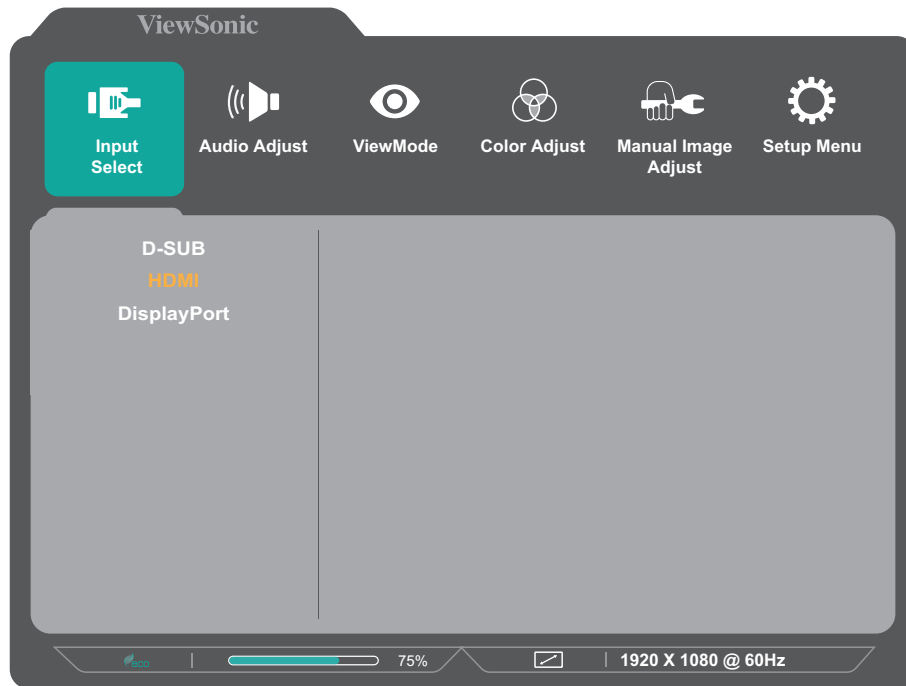 ViewSonic
Input
Select
Audio Adjust
ViewMode
Color Adjust
Manual Image
Adjust
Setup Menu
D-SUB
HDMI
DisplayPort
eco
75%
1920 X 1080 @ 60Hz